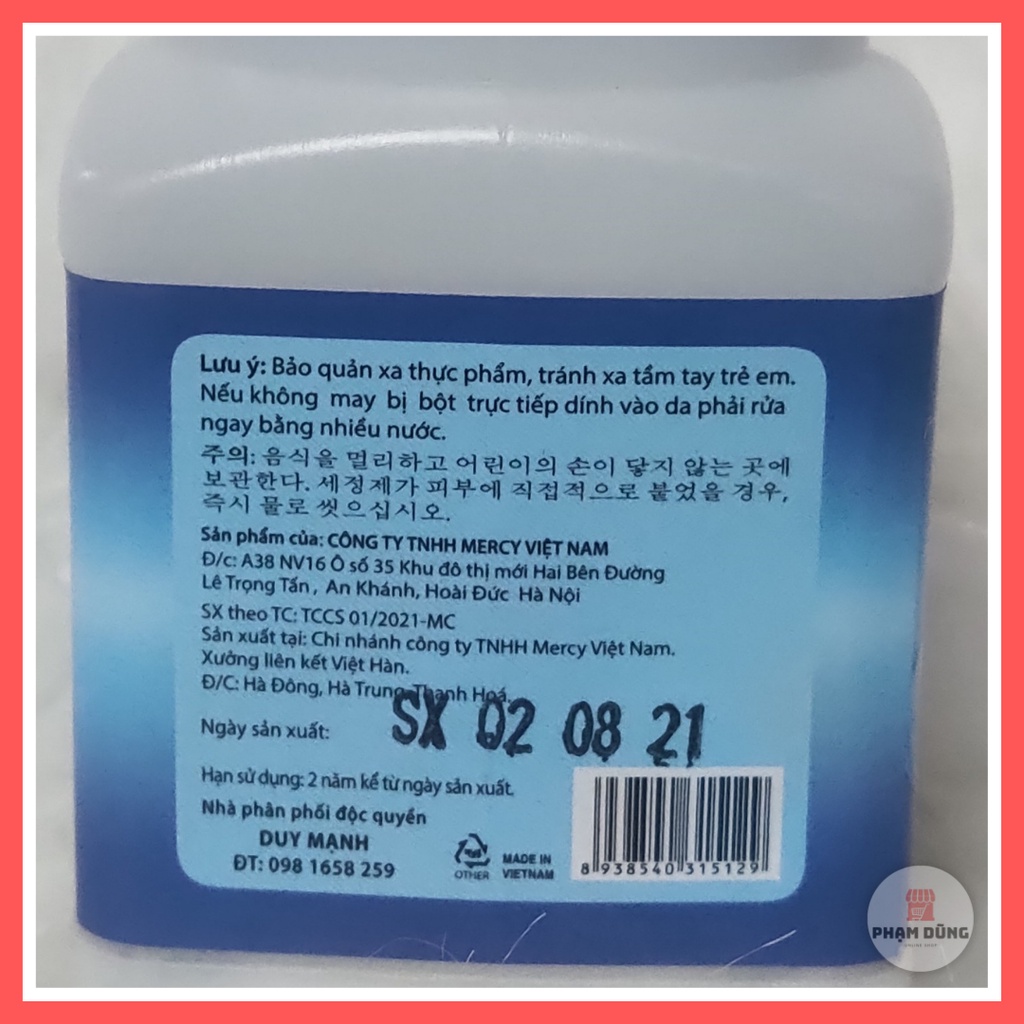 Lưu ý: Bảo quản xa thực phẩm, tránh xa tầm tay trẻ em.
Nếu không may bị bột trực tiếp dính vào da phải rửa
ngay bằng nhiều nước.
주의: 음식을 멀리하고 어린이의 손이 닿지 않는 곳에
보관한다. 세정제가 피부에 직접적으로 붙었을 경우,
즉시 물로 씻으십시오.
Sản phẩm của: CÔNG TY TNHH MERCY VIỆT NAM
Đ/c: A38 NV16 Ô số 35 Khu đô thị mới Hai Bên Đường
Lê Trọng Tấn, An Khánh, Hoài Đức Hà Nội
SX theo TC: TCCS 01/2021-MC
Sản xuất tại: Chi nhánh công ty TNHH Mercy Việt Nam.
Xưởng liên kết Việt Hàn.
Đ/C: Hà Đông, Hà Trung, Thanh Hoá.
Ngày sản xuất: SX 02 08 21
Hạn sử dụng: 2 năm kể từ ngày sản xuất.
Nhà phân phối độc quyền
DUY MẠNH
ĐT: 098 1658 259
OTHER
MADE IN
VIETNAM
8 938540 315129
PHẠM DŨNG
ONLINE SHOP